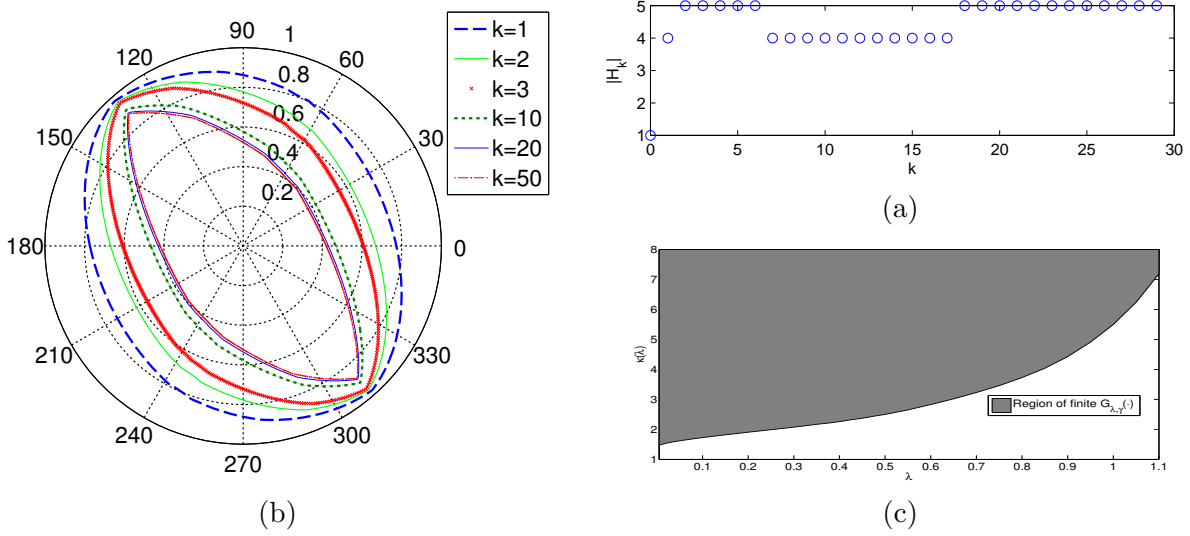 90
1
120
60
0.8
0.6
150
30
0.4
0.2
180
0
210
330
240
300
270
k=1
k=2
k=3
k=10
k=20
k=50
(b)
5
4
3
2
1
||H_k|
0 5 10 15 20 25 30
k
(a)
8
7
6
5
4
3
2
1
κ(λ)
Region of finite G_{λ,γ}(·)
0.1 0.2 0.3 0.4 0.5 0.6 0.7 0.8 0.9 1 1.1
λ
(c)